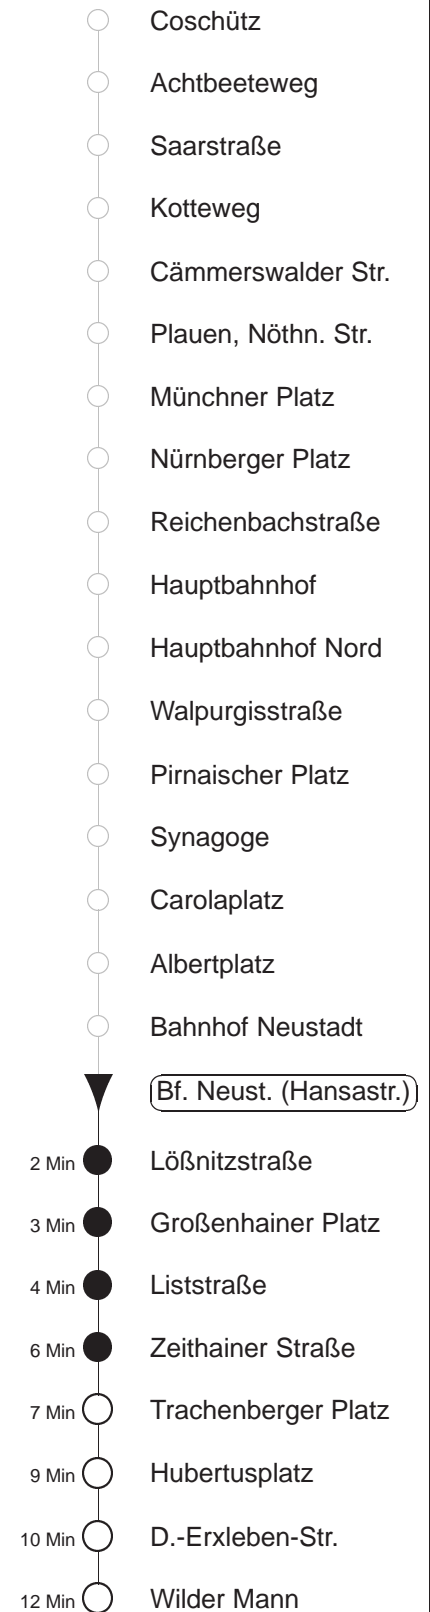 Coschütz
Achtbeeteweg
Saarstraße
Kotteweg
Cämmerswalder Str.
Plauen, Nöthn. Str.
Münchner Platz
Nürnberger Platz
Reichenbachstraße
Hauptbahnhof
Hauptbahnhof Nord
Walpurgisstraße
Pirnaischer Platz
Synagoge
Carolaplatz
Albertplatz
Bahnhof Neustadt
Bf. Neust. (Hansastr.)
2 Min Lößnitzstraße
3 Min Großenhainer Platz
4 Min Liststraße
6 Min Zeithainer Straße
7 Min Trachenberger Platz
9 Min Hubertusplatz
10 Min D.-Erxleben-Str.
12 Min Wilder Mann